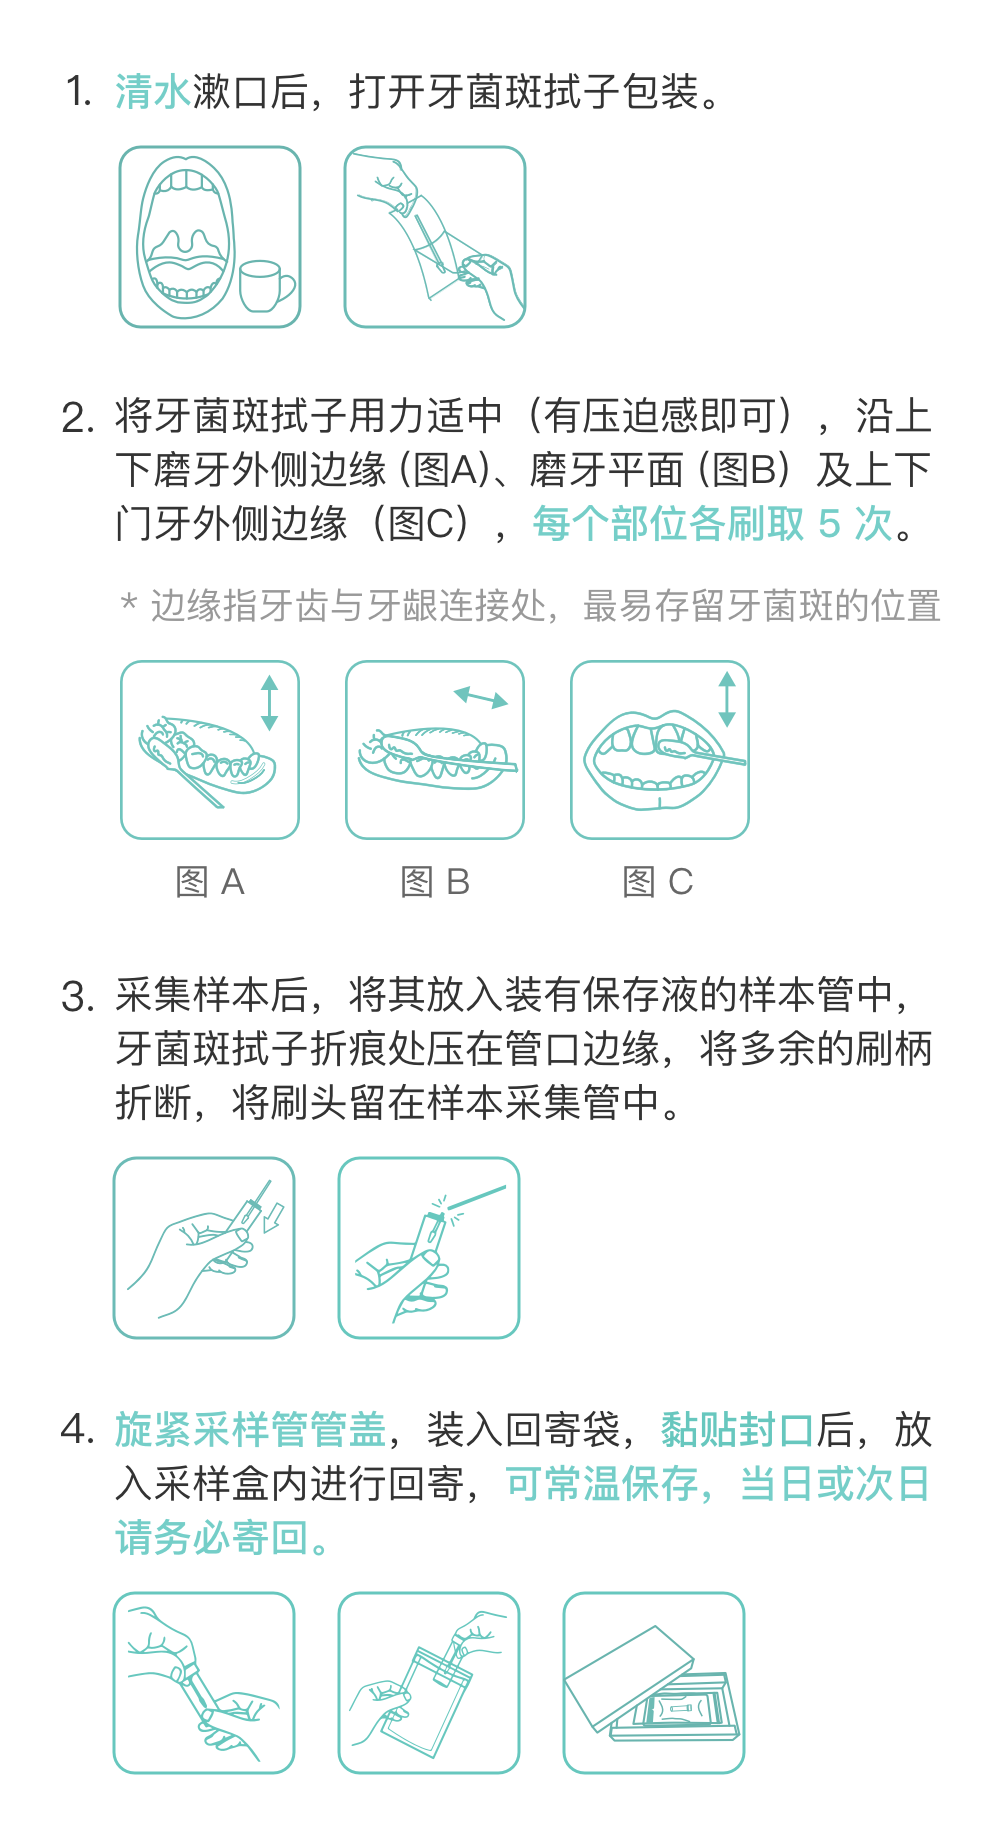 1. 清水漱口后，打开牙菌斑拭子包装。
2. 将牙菌斑拭子用力适中（有压迫感即可），沿上
下磨牙外侧边缘 (图A)、磨牙平面 (图B）及上下
门牙外侧边缘（图C），每个部位各刷取 5 次。
* 边缘指牙齿与牙龈连接处，最易存留牙菌斑的位置
图 A
图 B
图 C
3. 采集样本后，将其放入装有保存液的样本管中，
牙菌斑拭子折痕处压在管口边缘，将多余的刷柄
折断，将刷头留在样本采集管中。
4. 旋紧采样管管盖，装入回寄袋，黏贴封口后，放
入采样盒内进行回寄，可常温保存，当日或次日
请务必寄回。